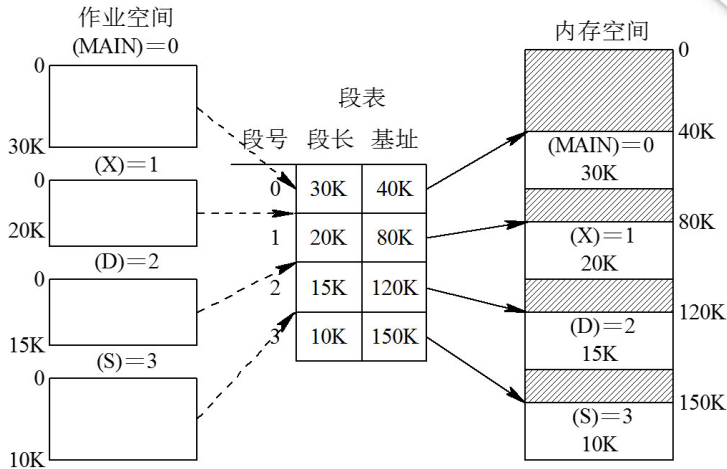 作业空间
(MAIN)＝0
0
30K
(X)＝1
0
20K
(D)＝2
0
15K
(S)＝3
0
10K
段表
段号 段长 基址
0 30K 40K
1 20K 80K
2 15K 120K
3 10K 150K
内存空间
0
40K
(MAIN)＝0
30K
80K
(X)＝1
20K
120K
(D)＝2
15K
150K
(S)＝3
10K